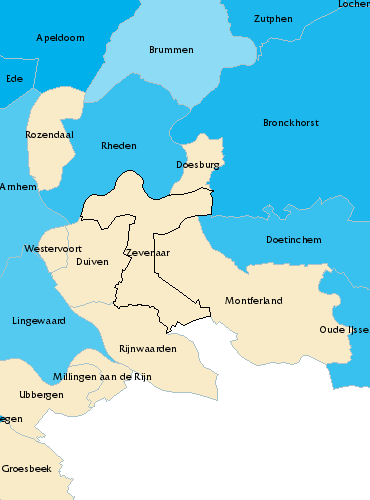 Lochem
Zutphen
Apeldoorn
Brummen
Ede
Bronckhorst
Rozendaal
Rheden
Doesburg
Arnhem
Doetinchem
Westervoort
Zevenaar
Duiven
Montferland
Lingewaard
Oude IJsse
Rijnwaarden
Millingen aan de Rijn
Ubbergen
egen
Groesbeek